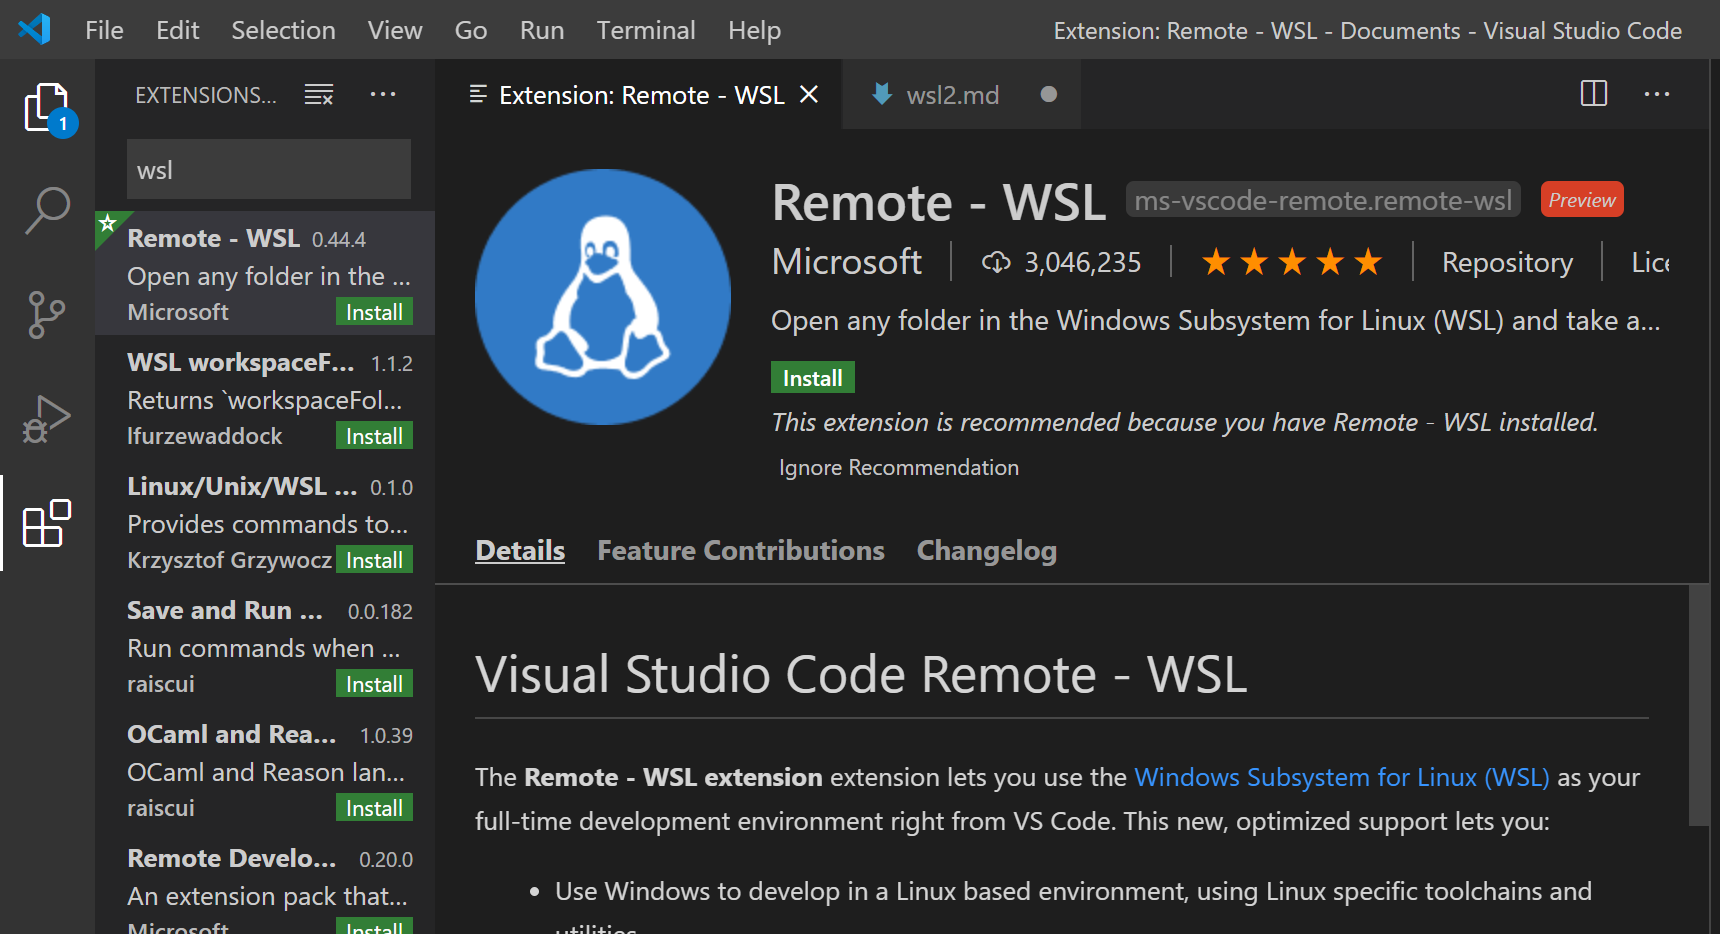 File Edit Selection View Go Run Terminal Help Extension: Remote - WSL - Documents - Visual Studio Code
1
EXTENSIONS...
wsl
Remote - WSL 0.44.4
Open any folder in the ...
Microsoft Install
WSL workspaceF... 1.1.2
Returns `workspaceFol...
lfurzewaddock Install
Linux/Unix/WSL ... 0.1.0
Provides commands to...
Krzysztof Grzywocz Install
Save and Run ... 0.0.182
Run commands when ...
raiscui Install
OCaml and Rea... 1.0.39
OCaml and Reason lan...
raiscui Install
Remote Develo... 0.20.0
An extension pack that...
Microsoft Install
Extension: Remote - WSL wsl2.md
Remote - WSL ms-vscode-remote.remote-wsl Preview
Microsoft 3,046,235 Repository Lice
Open any folder in the Windows Subsystem for Linux (WSL) and take a...
Install
This extension is recommended because you have Remote - WSL installed.
Ignore Recommendation
Details Feature Contributions Changelog
Visual Studio Code Remote - WSL
The Remote - WSL extension extension lets you use the Windows Subsystem for Linux (WSL) as your
full-time development environment right from VS Code. This new, optimized support lets you:
• Use Windows to develop in a Linux based environment, using Linux specific toolchains and
utilities